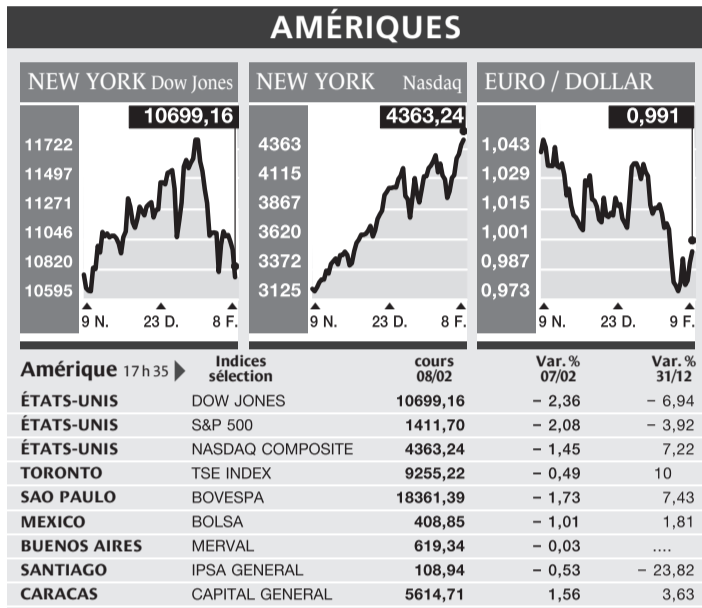 AMÉRIQUES
NEW YORK Dow Jones
10699,16
11722
11497
11271
11046
10820
10595
9 N. 23 D. 8 F.
NEW YORK Nasdaq
4363,24
4363
4115
3867
3620
3372
3125
9 N. 23 D. 8 F.
EURO / DOLLAR
0,991
1,043
1,029
1,015
1,001
0,987
0,973
9 N. 23 D. 9 F.
Amérique 17 h 35 Indices sélection cours 08/02 Var. % 07/02 Var. % 31/12
ÉTATS-UNIS DOW JONES 10699,16 – 2,36 – 6,94
ÉTATS-UNIS S&P 500 1411,70 – 2,08 – 3,92
ÉTATS-UNIS NASDAQ COMPOSITE 4363,24 – 1,45 7,22
TORONTO TSE INDEX 9255,22 – 0,49 10
SAO PAULO BOVESPA 18361,39 – 1,73 7,43
MEXICO BOLSA 408,85 – 1,01 1,81
BUENOS AIRES MERVAL 619,34 – 0,03 ....
SANTIAGO IPSA GENERAL 108,94 – 0,53 – 23,82
CARACAS CAPITAL GENERAL 5614,71 1,56 3,63